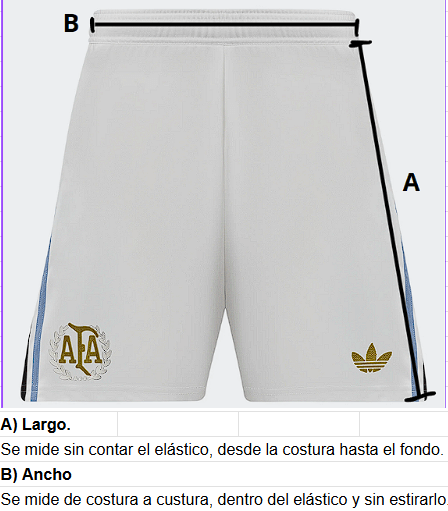 B
A
AFA
A) Largo.
Se mide sin contar el elástico, desde la costura hasta el fondo.
B) Ancho
Se mide de costura a custura, dentro del elástico y sin estirarlo